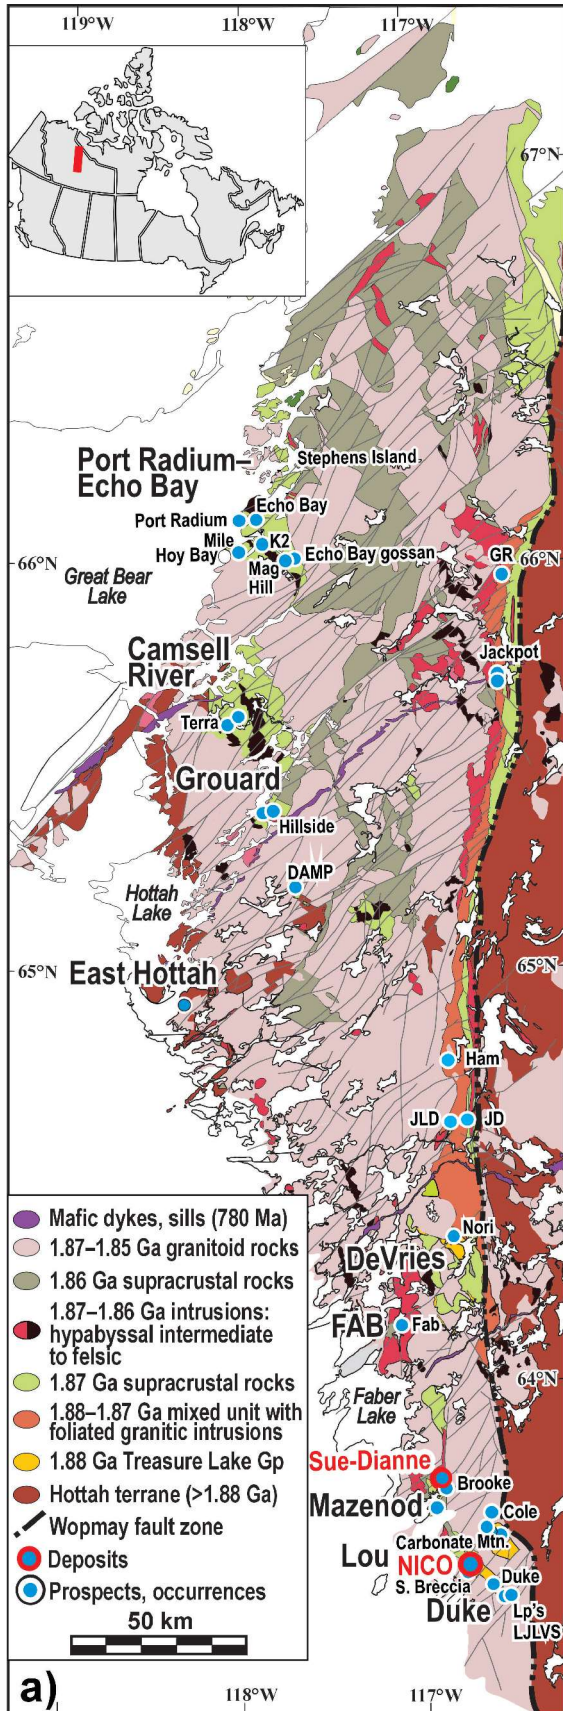 119°W
118°W
117°W
67°N
Stephens Island
Port Radium–
Echo Bay
Echo Bay
Port Radium
Mile
K2
Hoy Bay
Echo Bay gossan
Mag
Hill
GR
66°N
66°N
Great Bear
Lake
Jackpot
Camsell
River
Terra
Grouard
Hillside
DAMP
Hottah
Lake
65°N
65°N
East Hottah
Ham
JLD
JD
Nori
DeVries
FAB
Fab
64°N
Faber
Lake
Sue-Dianne
Brooke
Mazenod
Cole
Carbonate Mtn.
Lou
NICO
S. Breccia
Duke
Duke
Lp's
LJLVS
Mafic dykes, sills (780 Ma)
1.87–1.85 Ga granitoid rocks
1.86 Ga supracrustal rocks
1.87–1.86 Ga intrusions:
hypabyssal intermediate
to felsic
1.87 Ga supracrustal rocks
1.88–1.87 Ga mixed unit with
foliated granitic intrusions
1.88 Ga Treasure Lake Gp
Hottah terrane (>1.88 Ga)
Wopmay fault zone
Deposits
Prospects, occurrences
50 km
a)
118°W
117°W